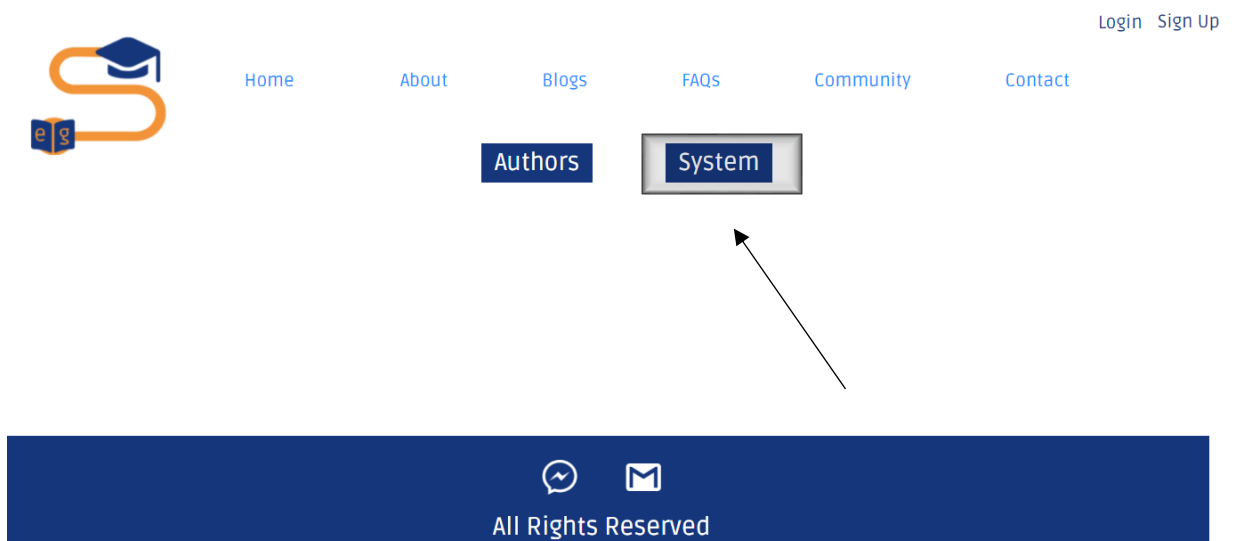 Login Sign Up
Home About Blogs FAQs Community Contact
e g
Authors System
All Rights Reserved